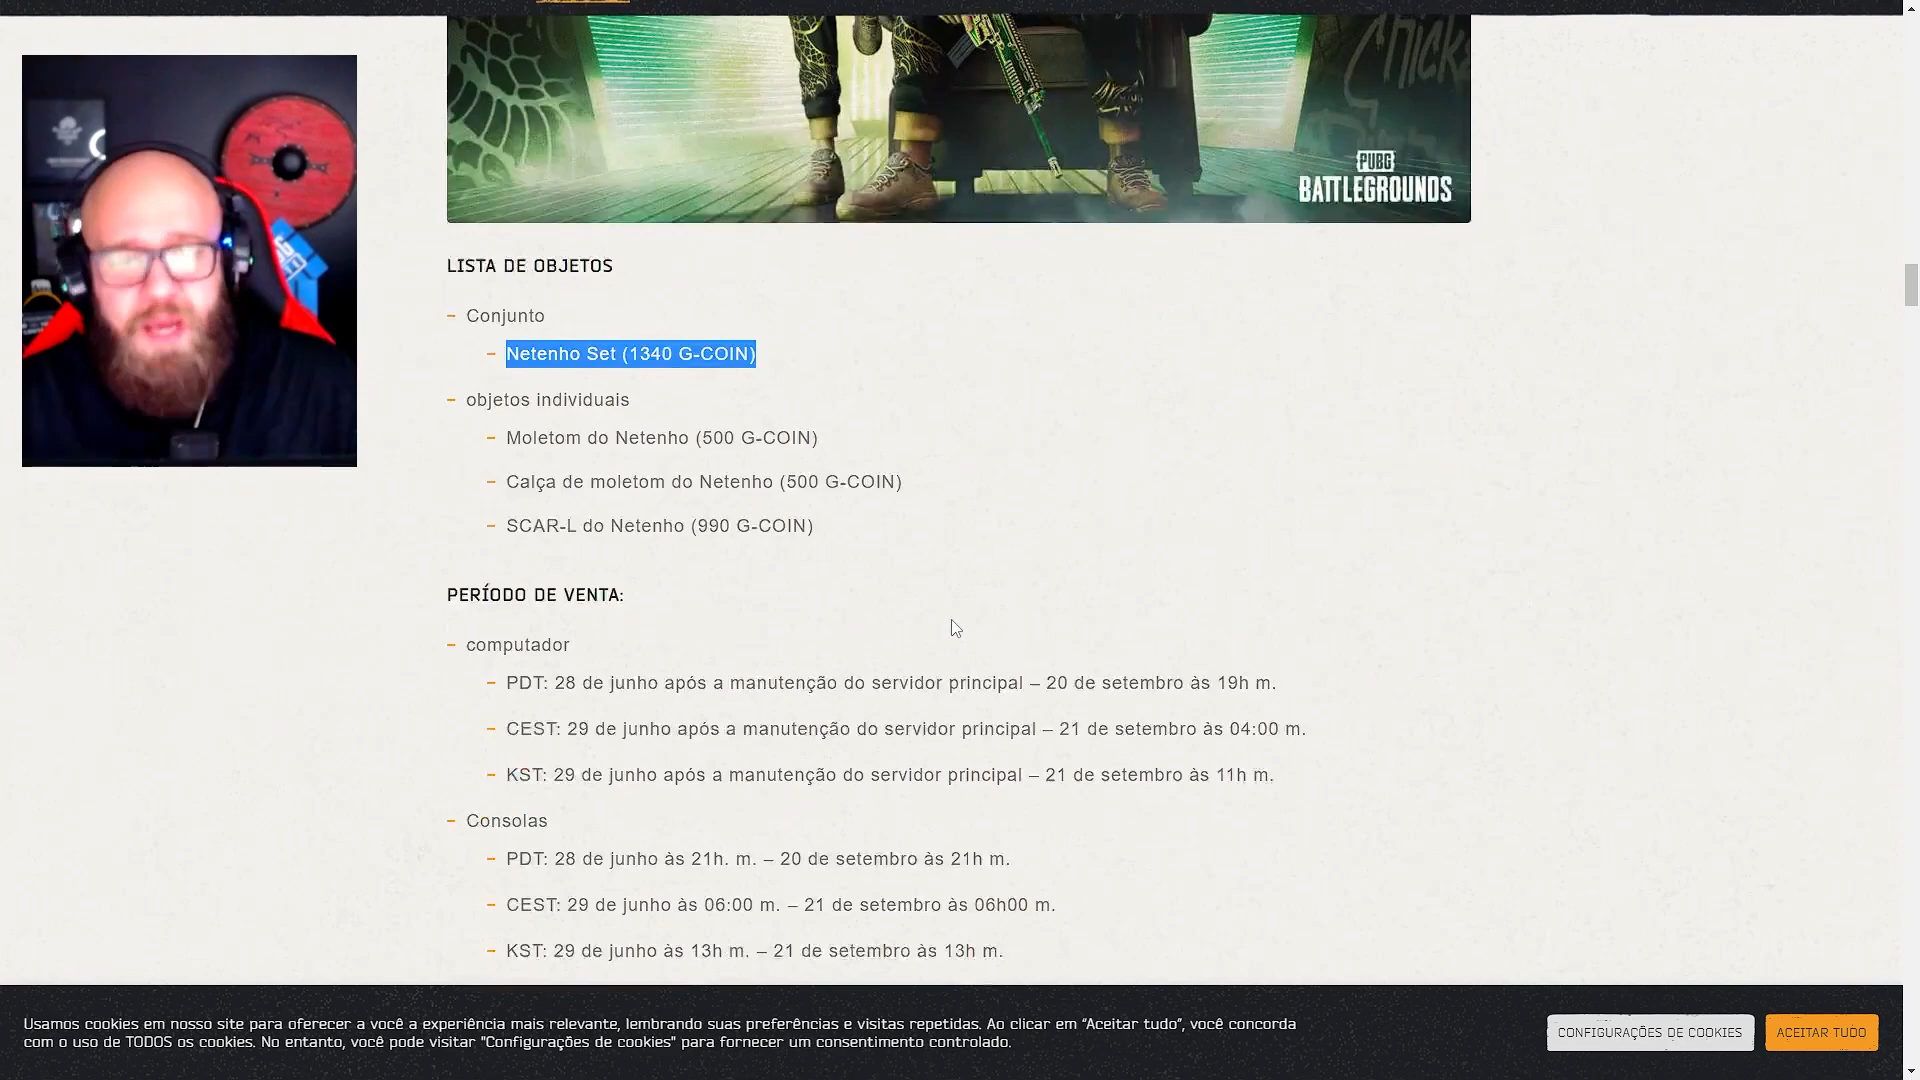 PUBG
BATTLEGROUNDS
LISTA DE OBJETOS
Conjunto
Netenho Set (1340 G-COIN)
objetos individuais
Moletom do Netenho (500 G-COIN)
Calça de moletom do Netenho (500 G-COIN)
SCAR-L do Netenho (990 G-COIN)
PERÍODO DE VENTA:
computador
PDT: 28 de junho após a manutenção do servidor principal – 20 de setembro às 19h m.
CEST: 29 de junho após a manutenção do servidor principal – 21 de setembro às 04:00 m.
KST: 29 de junho após a manutenção do servidor principal – 21 de setembro às 11h m.
Consolas
PDT: 28 de junho às 21h. m. – 20 de setembro às 21h m.
CEST: 29 de junho às 06:00 m. – 21 de setembro às 06h00 m.
KST: 29 de junho às 13h m. – 21 de setembro às 13h m.
Usamos cookies em nosso site para oferecer a você a experiência mais relevante, lembrando suas preferências e visitas repetidas. Ao clicar em “Aceitar tudo”, você concorda
com o uso de TODOS os cookies. No entanto, você pode visitar "Configurações de cookies" para fornecer um consentimento controlado.
CONFIGURAÇÕES DE COOKIES
ACEITAR TUDO